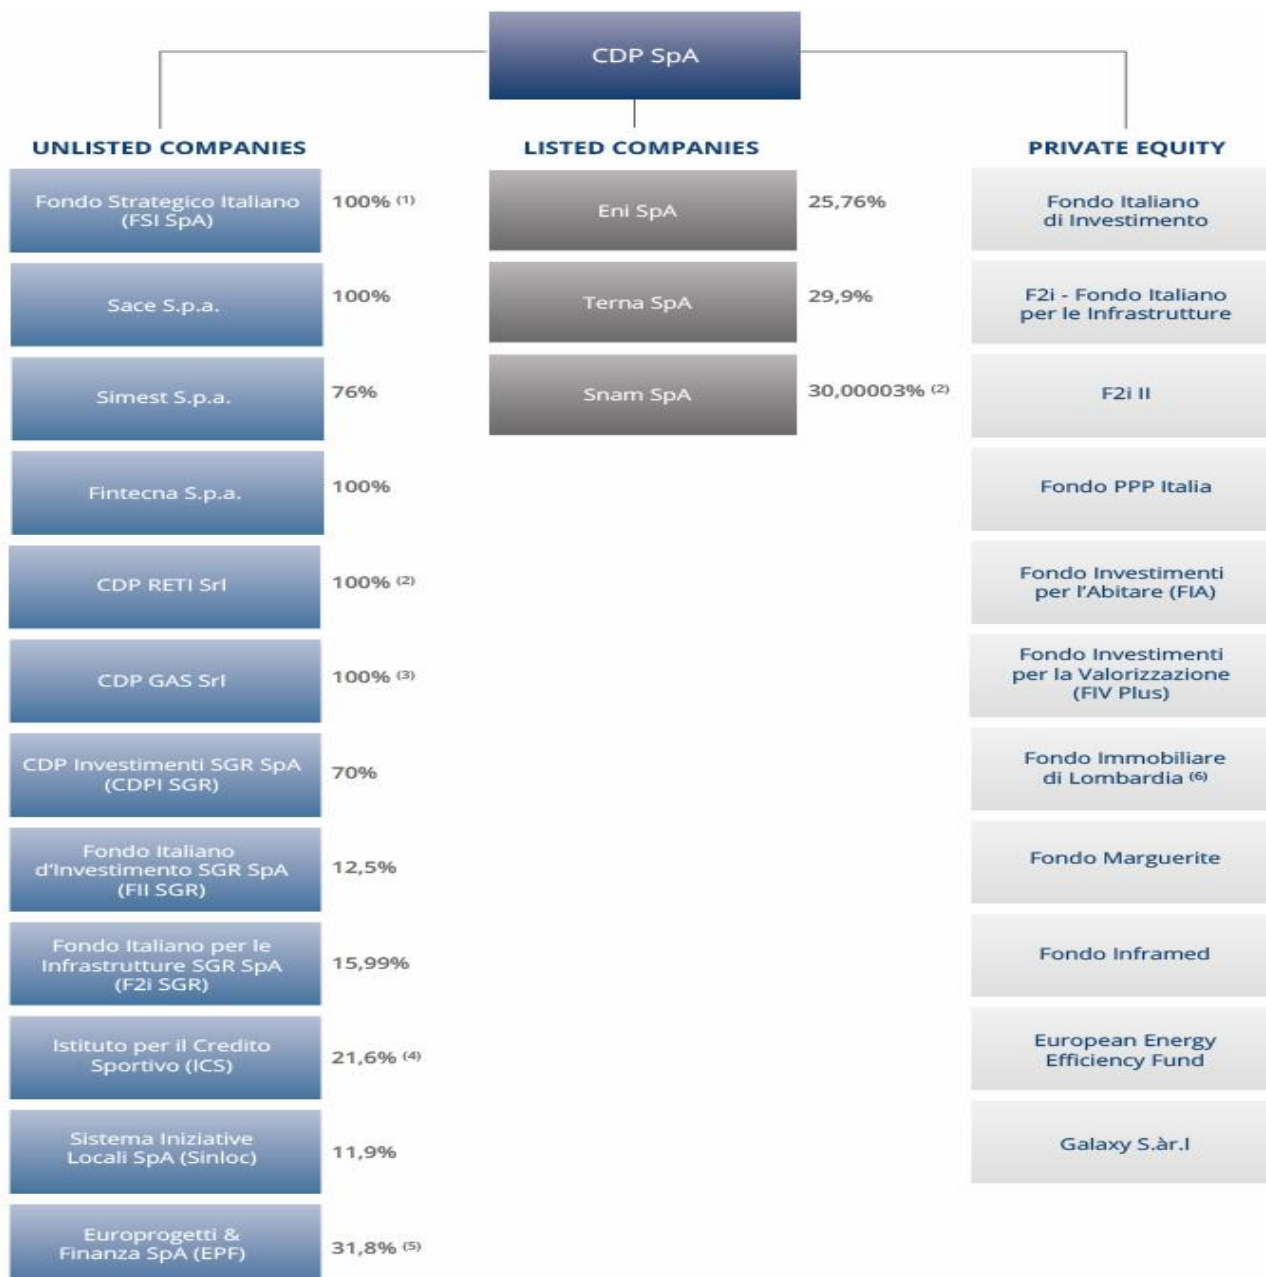 CDP SpA
UNLISTED COMPANIES
Fondo Strategico Italiano
(FSI SpA)
100% (1)
Sace S.p.a.
100%
Simest S.p.a.
76%
Fintecna S.p.a.
100%
CDP RETI Srl
100% (2)
CDP GAS Srl
100% (3)
CDP Investimenti SGR SpA
(CDPI SGR)
70%
Fondo Italiano
d'Investimento SGR SpA
(FII SGR)
12,5%
Fondo Italiano per le
Infrastrutture SGR SpA
(F2i SGR)
15,99%
Istituto per il Credito
Sportivo (ICS)
21,6% (4)
Sistema Iniziative
Locali SpA (Sinloc)
11,9%
Europrogetti &
Finanza SpA (EPF)
31,8% (5)
LISTED COMPANIES
Eni SpA
25,76%
Terna SpA
29,9%
Snam SpA
30,00003% (2)
PRIVATE EQUITY
Fondo Italiano
di Investimento
F2i - Fondo Italiano
per le Infrastrutture
F2i II
Fondo PPP Italia
Fondo Investimenti
per l'Abitare (FIA)
Fondo Investimenti
per la Valorizzazione
(FIV Plus)
Fondo Immobiliare
di Lombardia (6)
Fondo Marguerite
Fondo Inframed
European Energy
Efficiency Fund
Galaxy S.àr.l